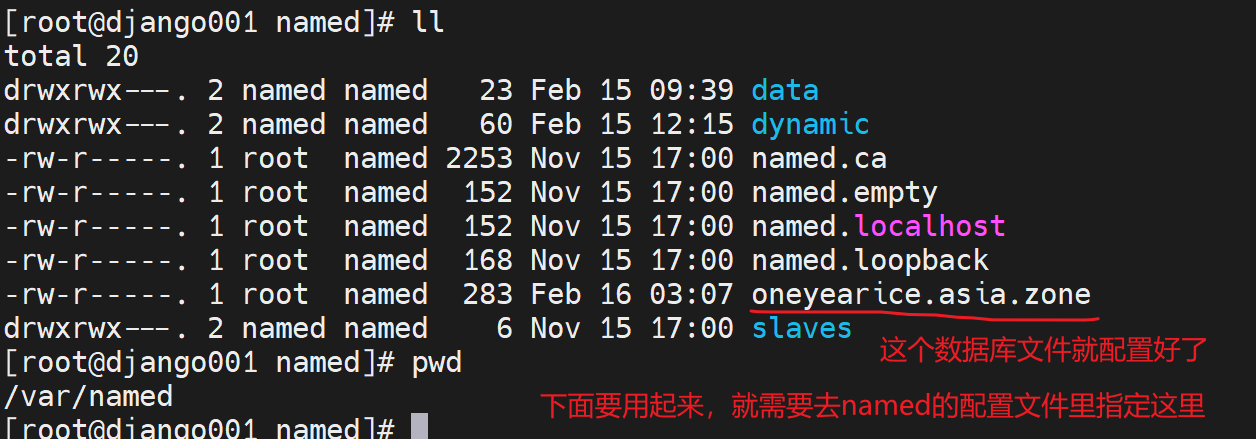 [root@django001 named]# ll
total 20
drwxrwx---. 2 named named   23 Feb 15 09:39 data
drwxrwx---. 2 named named   60 Feb 15 12:15 dynamic
-rw-r-----. 1 root  named 2253 Nov 15 17:00 named.ca
-rw-r-----. 1 root  named  152 Nov 15 17:00 named.empty
-rw-r-----. 1 root  named  152 Nov 15 17:00 named.localhost
-rw-r-----. 1 root  named  168 Nov 15 17:00 named.loopback
-rw-r-----. 1 root  named  283 Feb 16 03:07 oneyearice.asia.zone
drwxrwx---. 2 named named    6 Nov 15 17:00 slaves
这个数据库文件就配置好了
[root@django001 named]# pwd
/var/named
下面要用起来，就需要去named的配置文件里指定这里
[root@django001 named]#